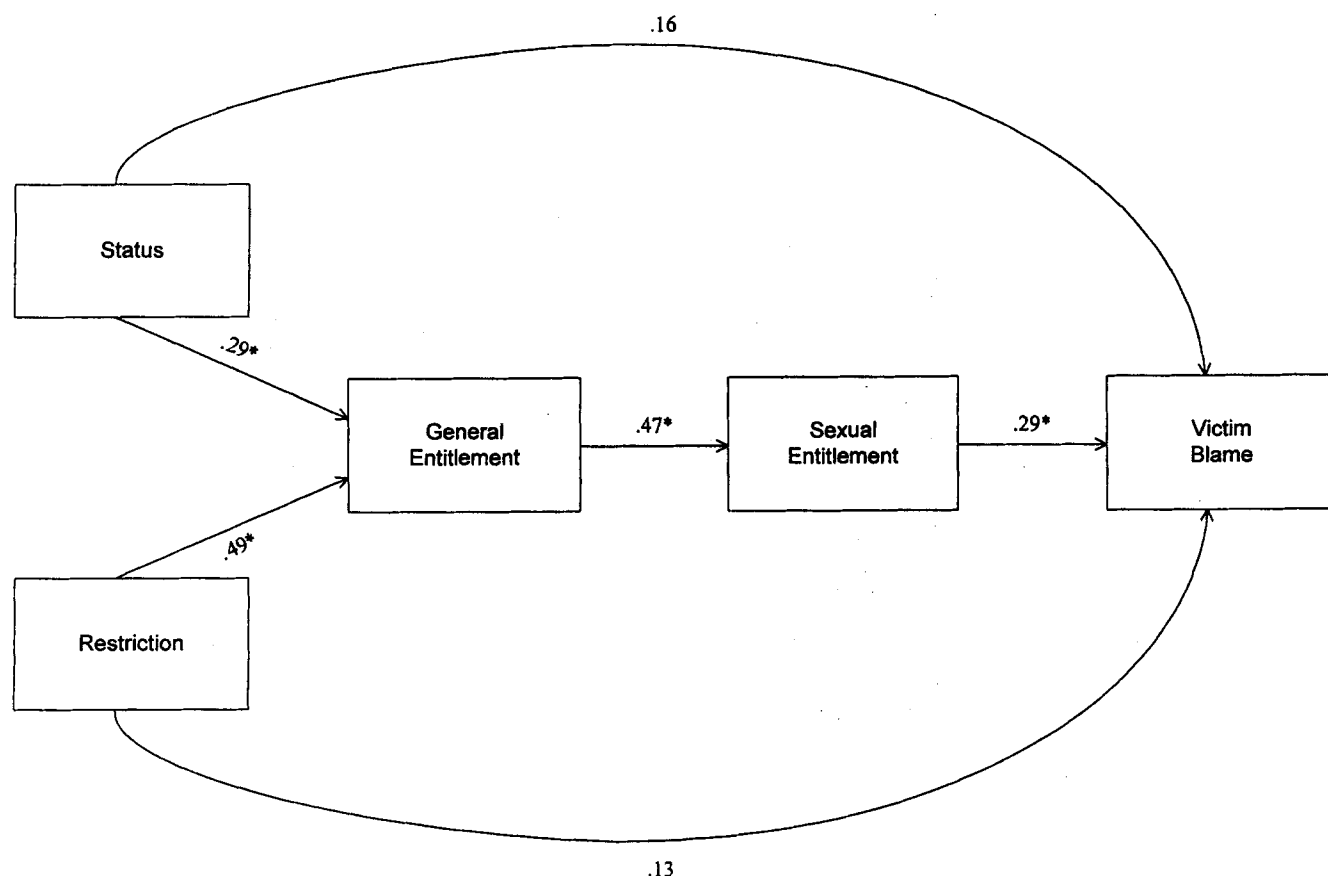 .16
Status
.29*
General
Entitlement
.47*
Sexual
Entitlement
.29*
Victim
Blame
.49*
Restriction
.13